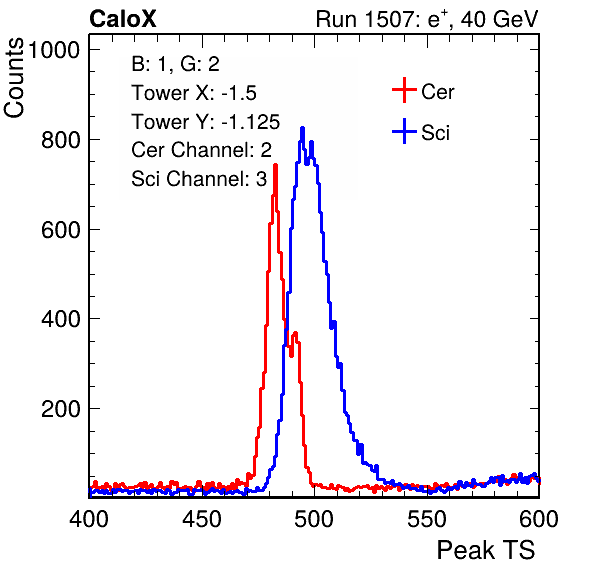 CaloX Run 1507: e⁺, 40 GeV
Counts
1000
800
600
400
200
B: 1, G: 2
Tower X: -1.5
Tower Y: -1.125
Cer Channel: 2
Sci Channel: 3
Cer
Sci
400 450 500 550 600
Peak TS